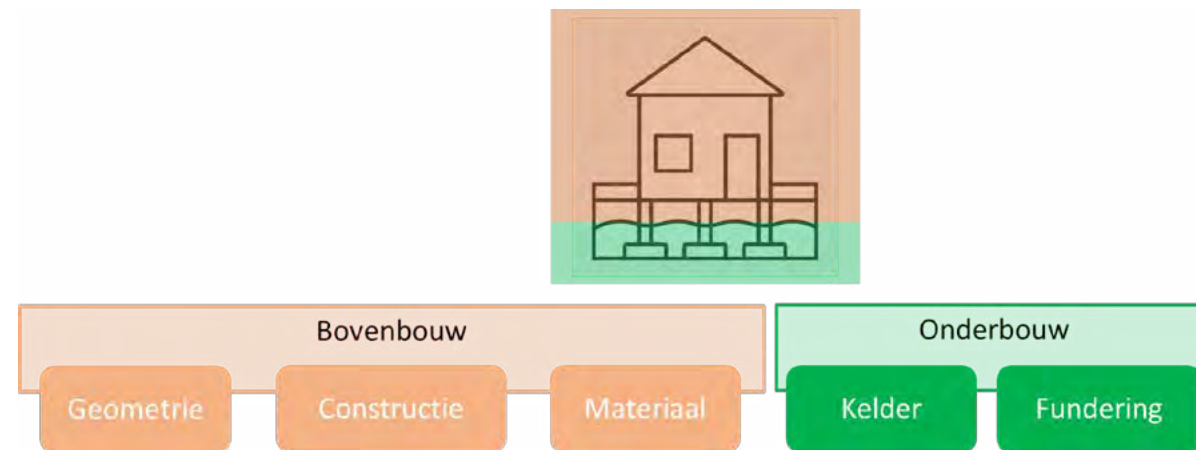 Bovenbouw
Onderbouw
Geometrie
Constructie
Materiaal
Kelder
Fundering